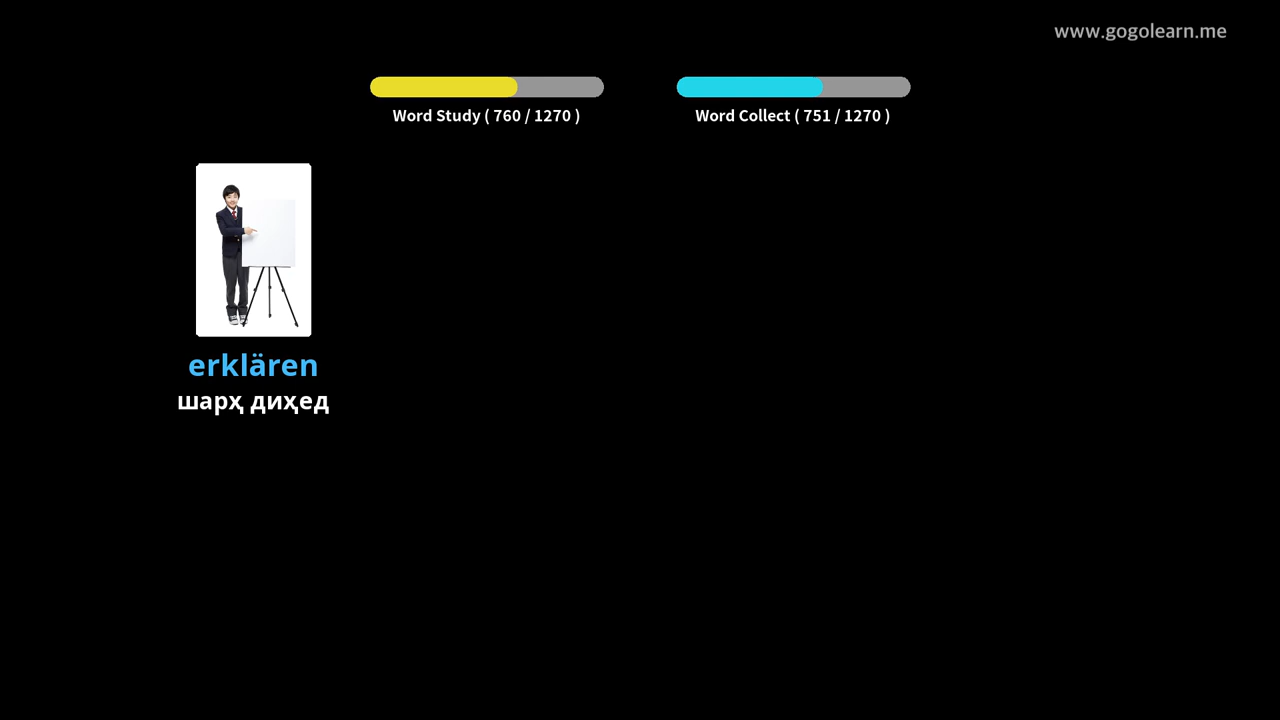 www.gogolearn.me
Word Study ( 760 / 1270 )
Word Collect ( 751 / 1270 )
erklären
шарҳ диҳед